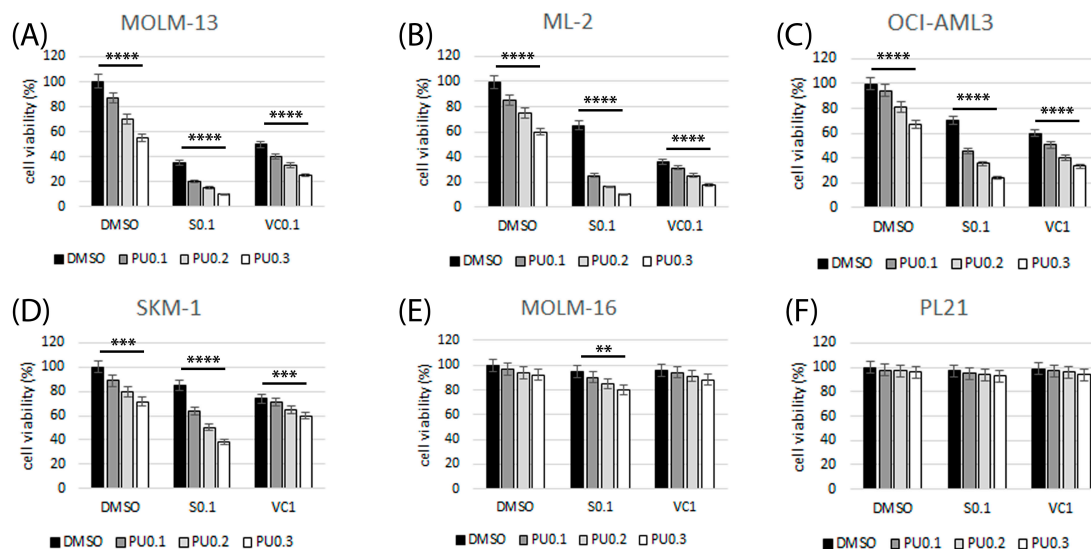 (A) MOLM-13
****
****
****
cell viability (%)
120
100
80
60
40
20
0
DMSO S0.1 VC0.1
DMSO PU0.1 PU0.2 PU0.3
(B) ML-2
****
****
****
cell viability (%)
120
100
80
60
40
20
0
DMSO S0.1 VC0.1
DMSO PU0.1 PU0.2 PU0.3
(C) OCI-AML3
****
****
****
cell viability (%)
120
100
80
60
40
20
0
DMSO S0.1 VC1
DMSO PU0.1 PU0.2 PU0.3
(D) SKM-1
***
****
***
cell viability (%)
120
100
80
60
40
20
0
DMSO S0.1 VC1
DMSO PU0.1 PU0.2 PU0.3
(E) MOLM-16
**
cell viability (%)
120
100
80
60
40
20
0
DMSO S0.1 VC1
DMSO PU0.1 PU0.2 PU0.3
(F) PL21
cell viability (%)
120
100
80
60
40
20
0
DMSO S0.1 VC1
DMSO PU0.1 PU0.2 PU0.3